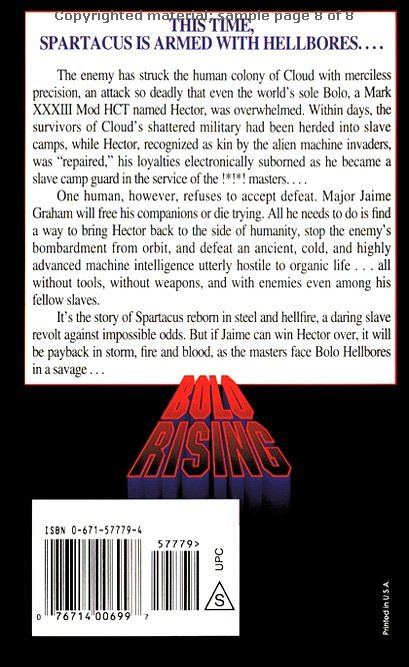 Copyrighted material; sample page 8 of 8
THIS TIME,
SPARTACUS IS ARMED WITH HELLBORES. . . .
The enemy has struck the human colony of Cloud with merciless
precision, an attack so deadly that even the world's sole Bolo, a Mark
XXXIII Mod HCT named Hector, was overwhelmed. Within days, the
survivors of Cloud's shattered military had been herded into slave
camps, while Hector, recognized as kin by the alien machine invaders,
was “repaired,” his loyalties electronically suborned as he became a
slave camp guard in the service of the !*!*! masters. . . .
One human, however, refuses to accept defeat. Major Jaime
Graham will free his companions or die trying. All he needs to do is find
a way to bring Hector back to the side of humanity, stop the enemy's
bombardment from orbit, and defeat an ancient, cold, and highly
advanced machine intelligence utterly hostile to organic life . . . all
without tools, without weapons, and with enemies even among his
fellow slaves.
It's the story of Spartacus reborn in steel and hellfire, a daring slave
revolt against impossible odds. But if Jaime can win Hector over, it will
be payback in storm, fire and blood, as the masters face Bolo Hellbores
in a savage . . .
BOLO
RISING
ISBN 0-671-57779-4
57779>
0 76714 00699 7
UPC
S
Printed in U.S.A.